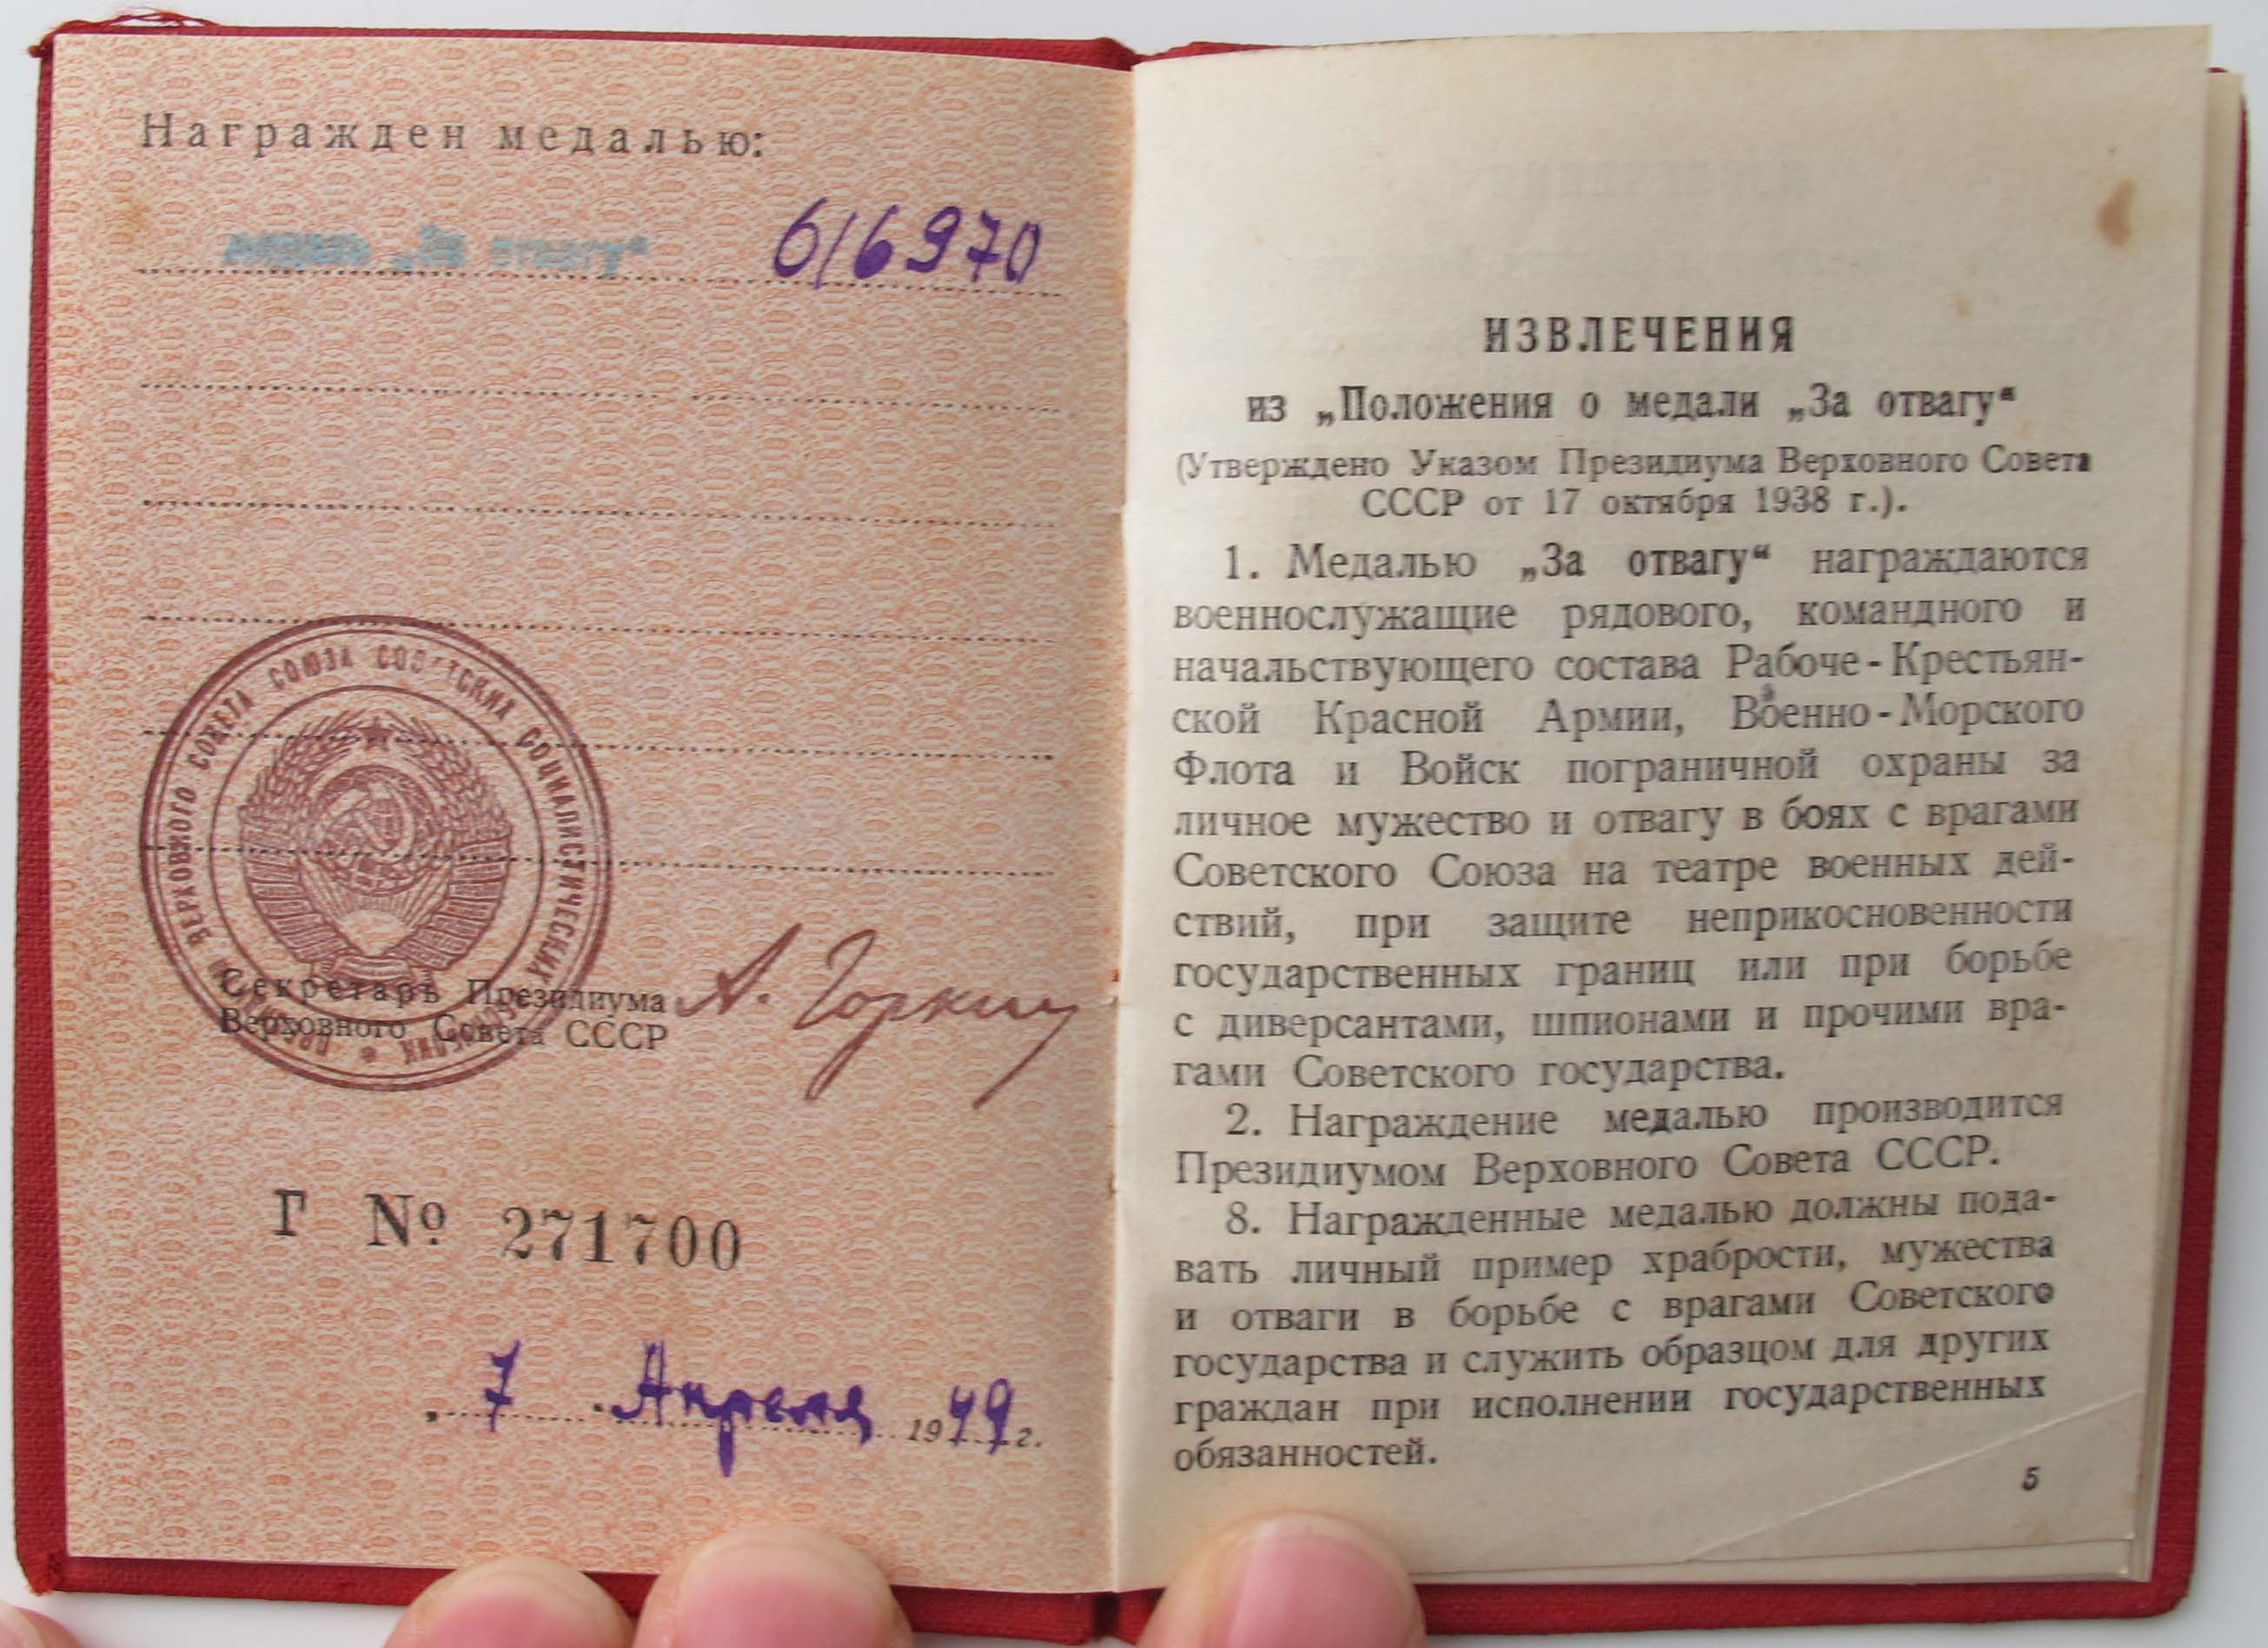 Награжден медалью:
медаль „За отвагу“ 616970
СОЮЗА СОВЕТСКИХ СОЦИАЛИСТИЧЕСКИХ
ВЕРХОВНОГО СОВЕТА
Секретарь Президиума
Верховного Совета СССР
А. Горкин
Г № 271700
„ 7 “ Апреля 1949 г.
ИЗВЛЕЧЕНИЯ
из „Положения о медали „За отвагу“
(Утверждено Указом Президиума Верховного Совета
СССР от 17 октября 1938 г.).
1. Медалью „За отвагу“ награждаются
военнослужащие рядового, командного и
начальствующего состава Рабоче-Крестьян-
ской Красной Армии, Военно-Морского
Флота и Войск пограничной охраны за
личное мужество и отвагу в боях с врагами
Советского Союза на театре военных дей-
ствий, при защите неприкосновенности
государственных границ или при борьбе
с диверсантами, шпионами и прочими вра-
гами Советского государства.
2. Награждение медалью производится
Президиумом Верховного Совета СССР.
8. Награжденные медалью должны пода-
вать личный пример храбрости, мужества
и отваги в борьбе с врагами Советского
государства и служить образцом для других
граждан при исполнении государственных
обязанностей.
5